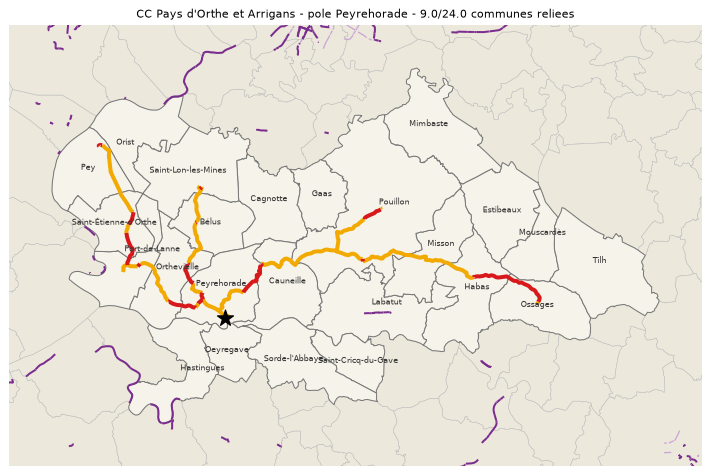 CC Pays d'Orthe et Arrigans - pole Peyrehorade - 9.0/24.0 communes reliees
Mimbaste
Orist
Pey
Saint-Lon-les-Mines
Cagnotte
Gaas
Pouillon
Estibeaux
Saint-Etienne-d'Orthe
Belus
Mouscardes
Port-de-Lanne
Misson
Tilh
Orthevielle
Peyrehorade
Cauneille
Habas
Labatut
Ossages
Oeyregave
Sorde-l'Abbaye
Saint-Cricq-du-Gave
Hastingues